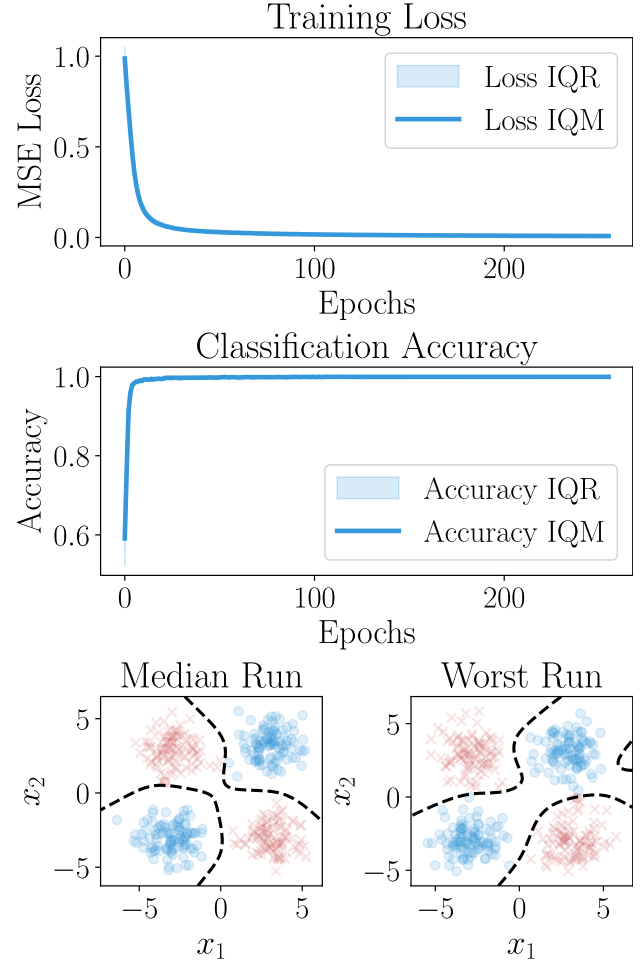 Training Loss
MSE Loss
1.0
0.5
0.0
Loss IQR
Loss IQM
0
100
200
Epochs
Classification Accuracy
Accuracy
1.0
0.8
0.6
Accuracy IQR
Accuracy IQM
0
100
200
Epochs
Median Run
x₂
5
0
−5
−5
0
5
x₁
Worst Run
x₂
5
0
−5
−5
0
5
x₁